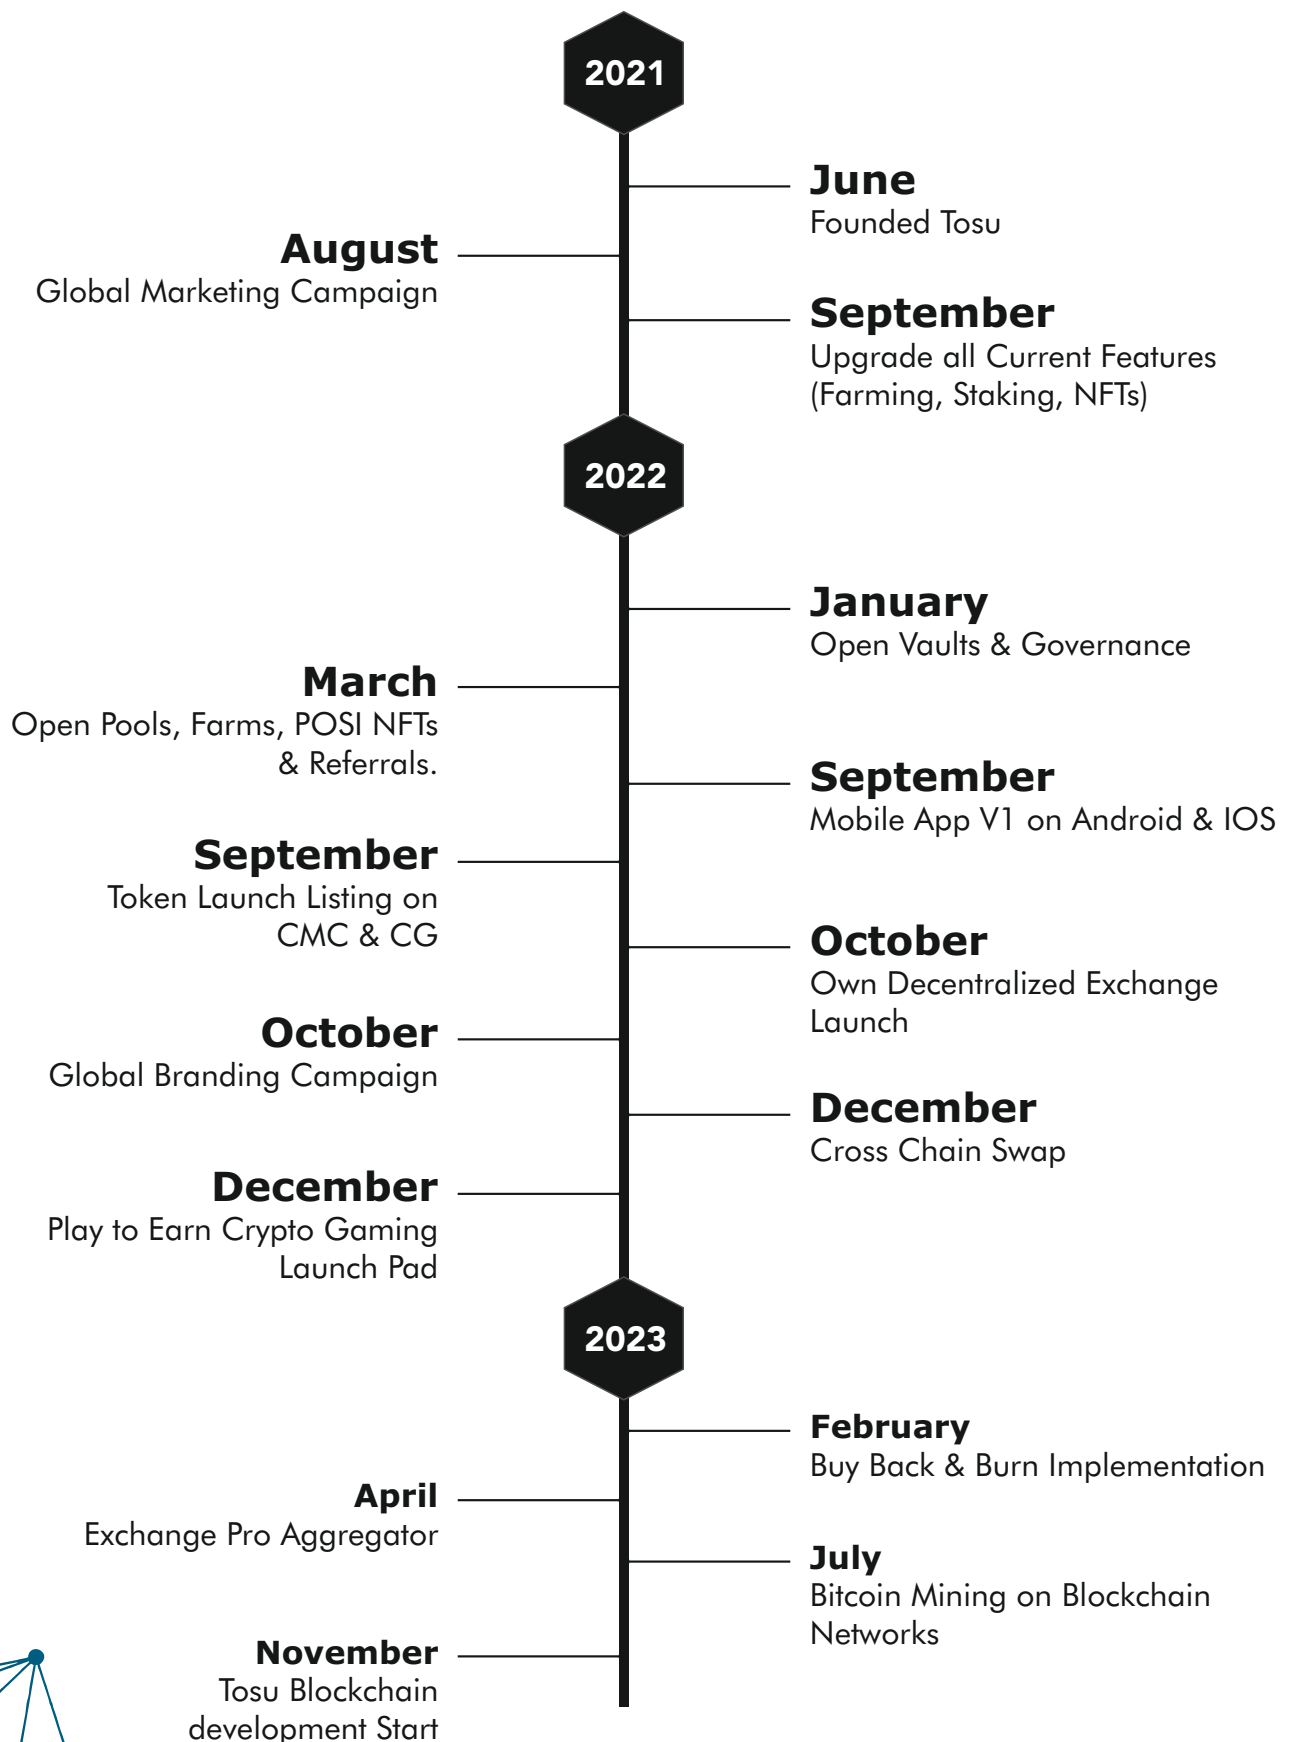 2021
June
Founded Tosu
August
Global Marketing Campaign
September
Upgrade all Current Features
(Farming, Staking, NFTs)
2022
January
Open Vaults & Governance
March
Open Pools, Farms, POSI NFTs
& Referrals.
September
Mobile App V1 on Android & IOS
September
Token Launch Listing on
CMC & CG
October
Own Decentralized Exchange
Launch
October
Global Branding Campaign
December
Cross Chain Swap
December
Play to Earn Crypto Gaming
Launch Pad
2023
February
Buy Back & Burn Implementation
April
Exchange Pro Aggregator
July
Bitcoin Mining on Blockchain
Networks
November
Tosu Blockchain
development Start